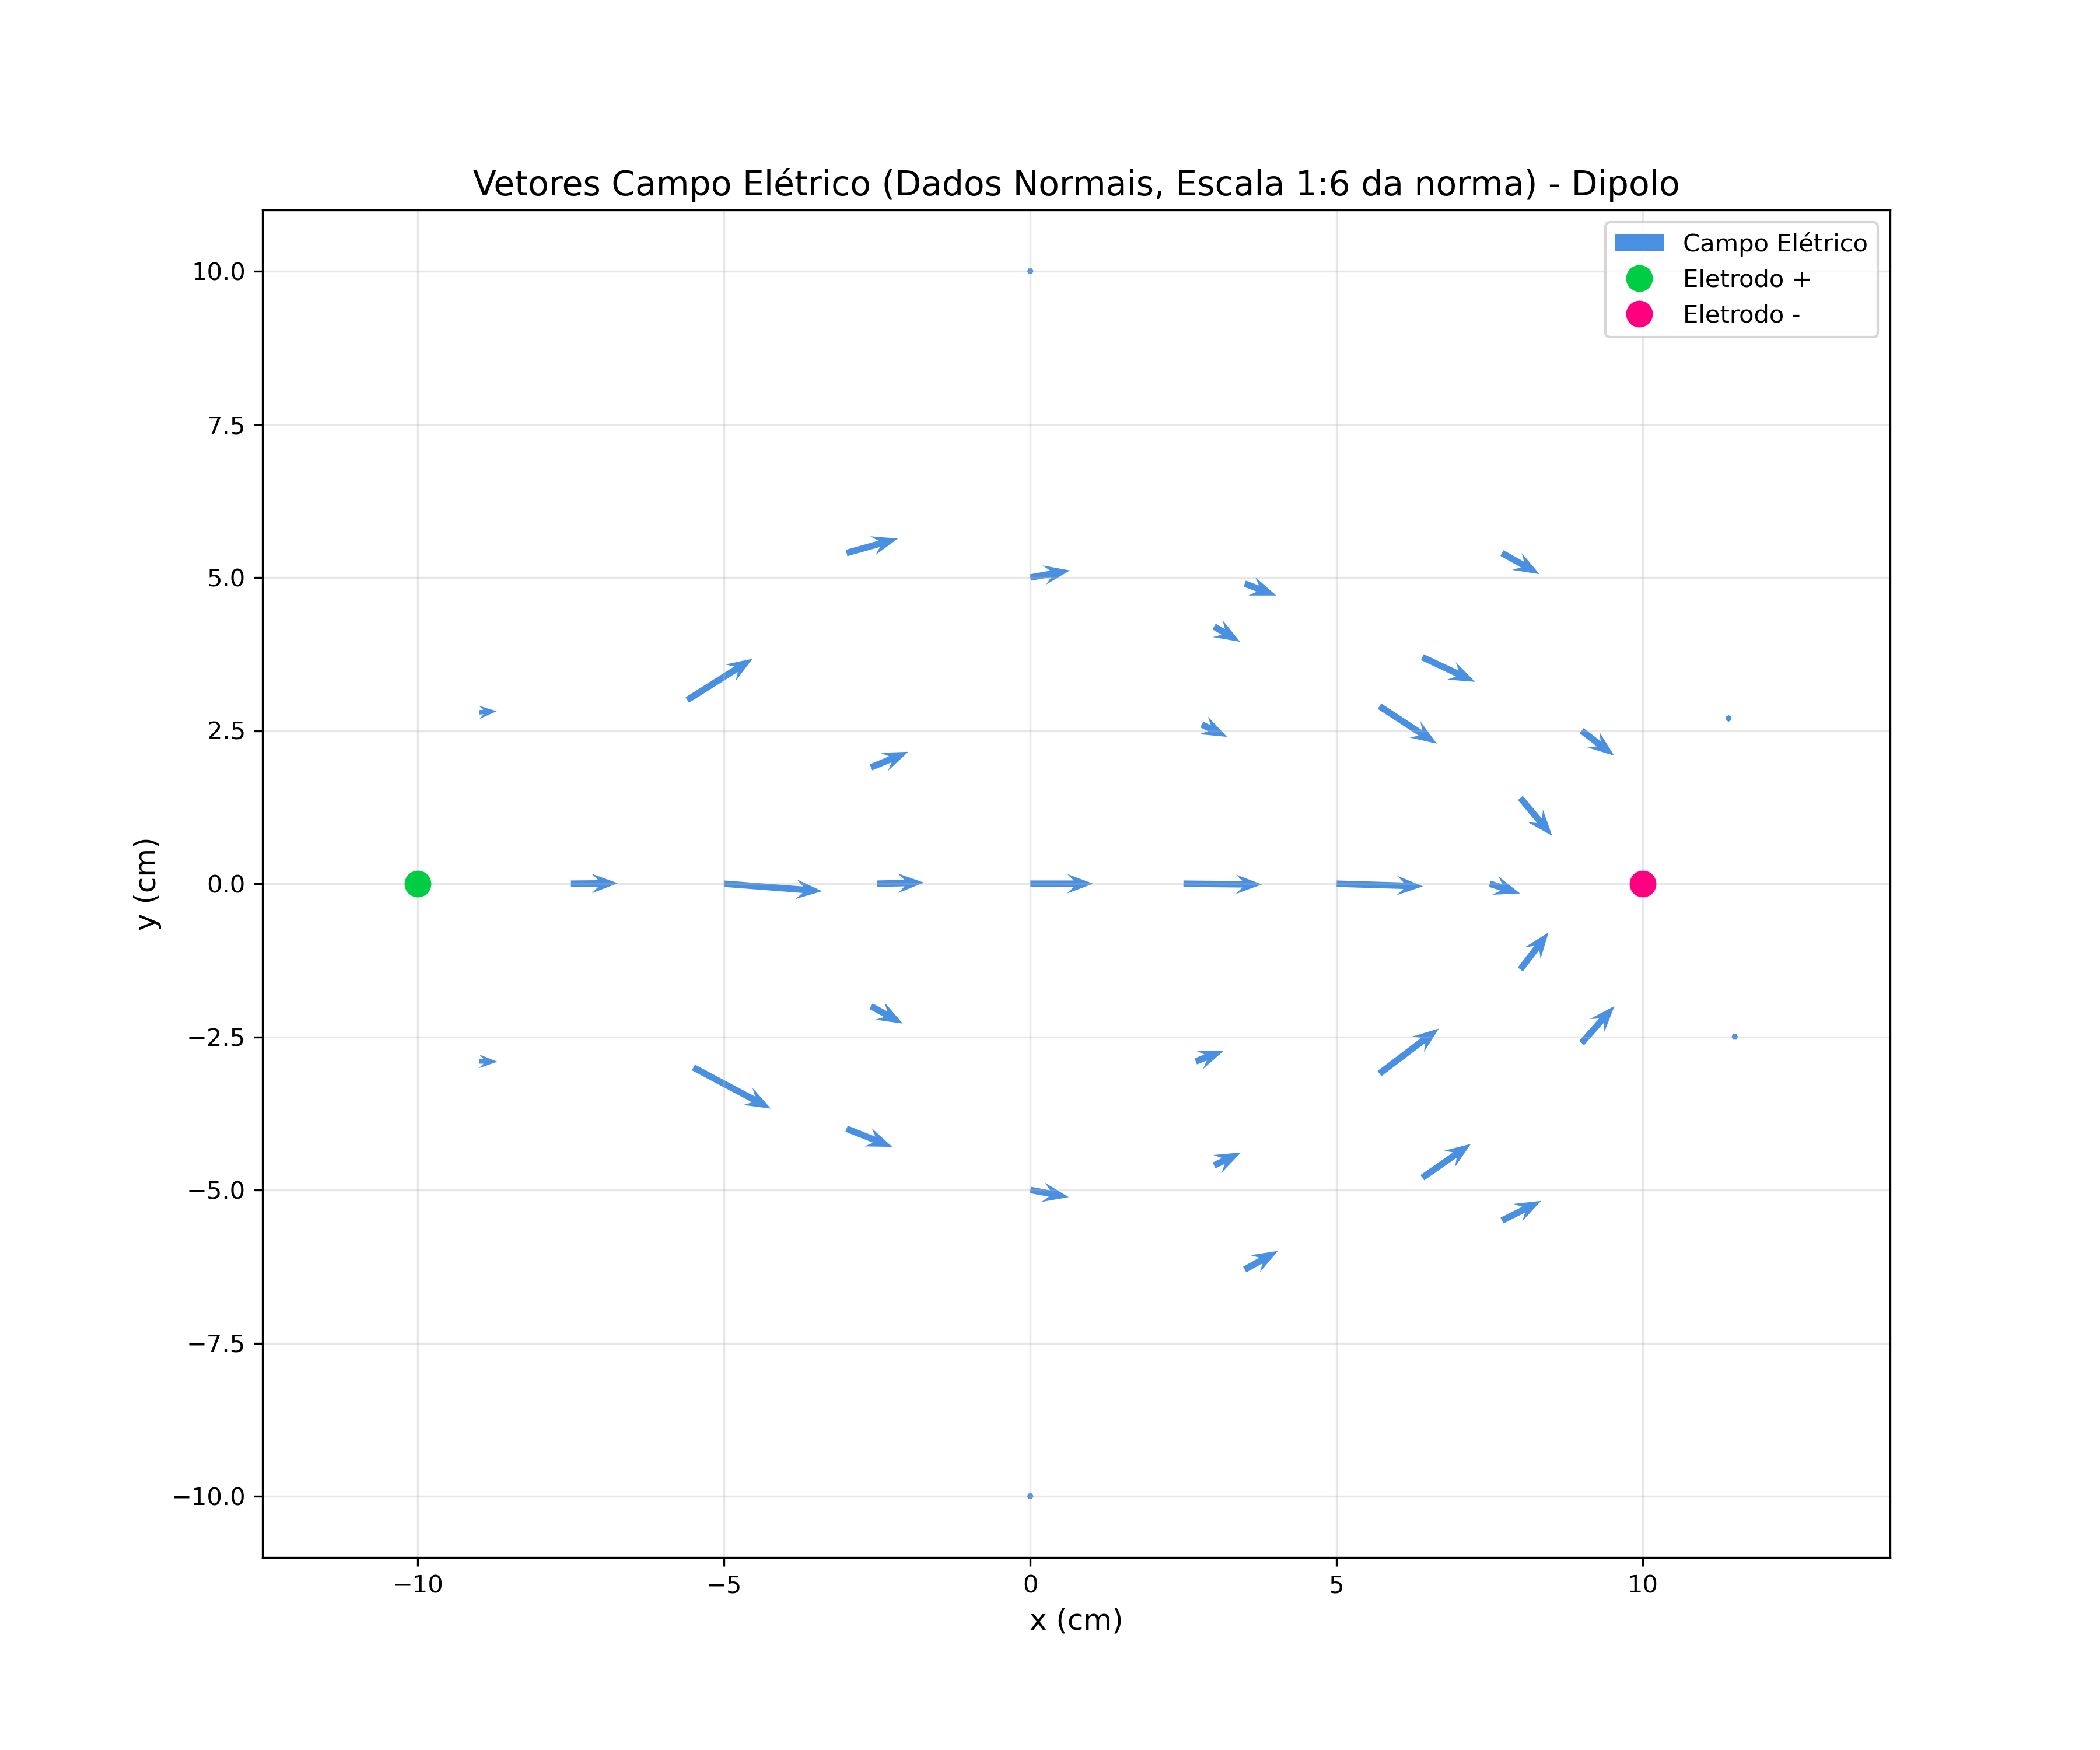 Vetores Campo Elétrico (Dados Normais, Escala 1:6 da norma) - Dipolo
Campo Elétrico
Eletrodo +
Eletrodo -
10.0
7.5
5.0
2.5
0.0
−2.5
−5.0
−7.5
−10.0
y (cm)
−10
−5
0
5
10
x (cm)